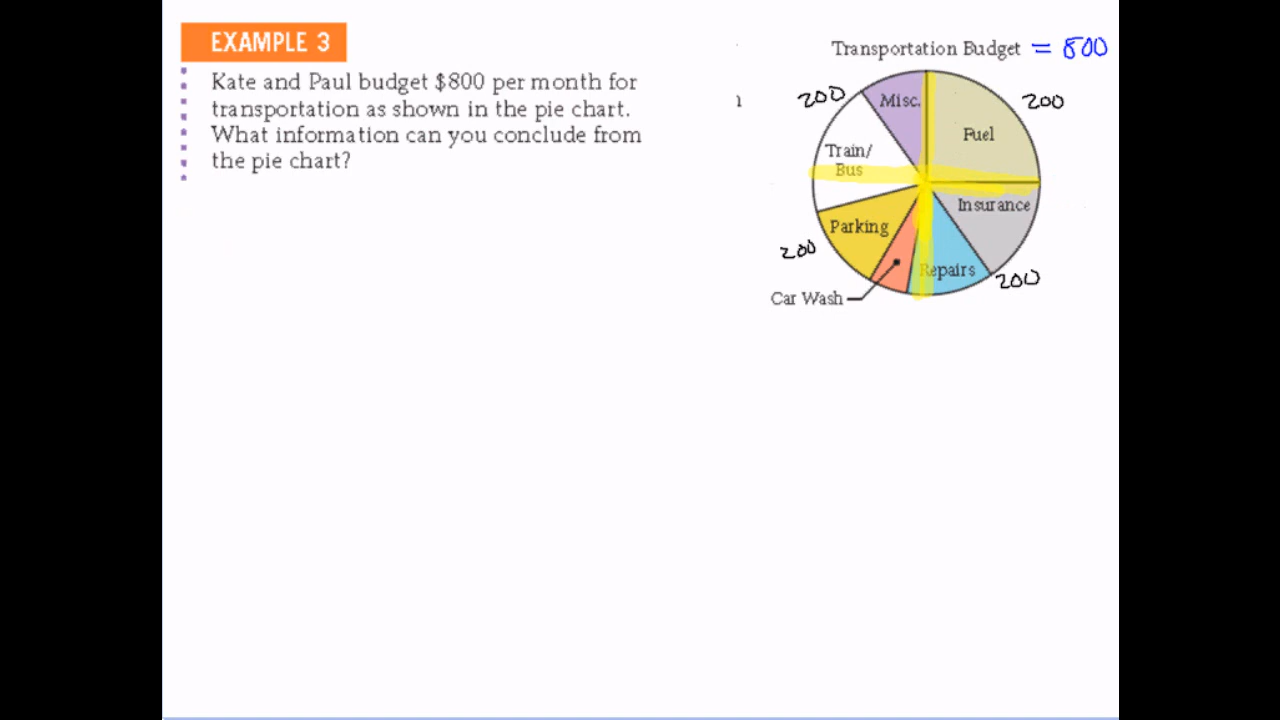 EXAMPLE 3
Kate and Paul budget $800 per month for
transportation as shown in the pie chart.
What information can you conclude from
the pie chart?
Transportation Budget = 800
200
Misc.
200
Fuel
Train/
Bus
Insurance
Parking
200
Repairs
200
Car Wash